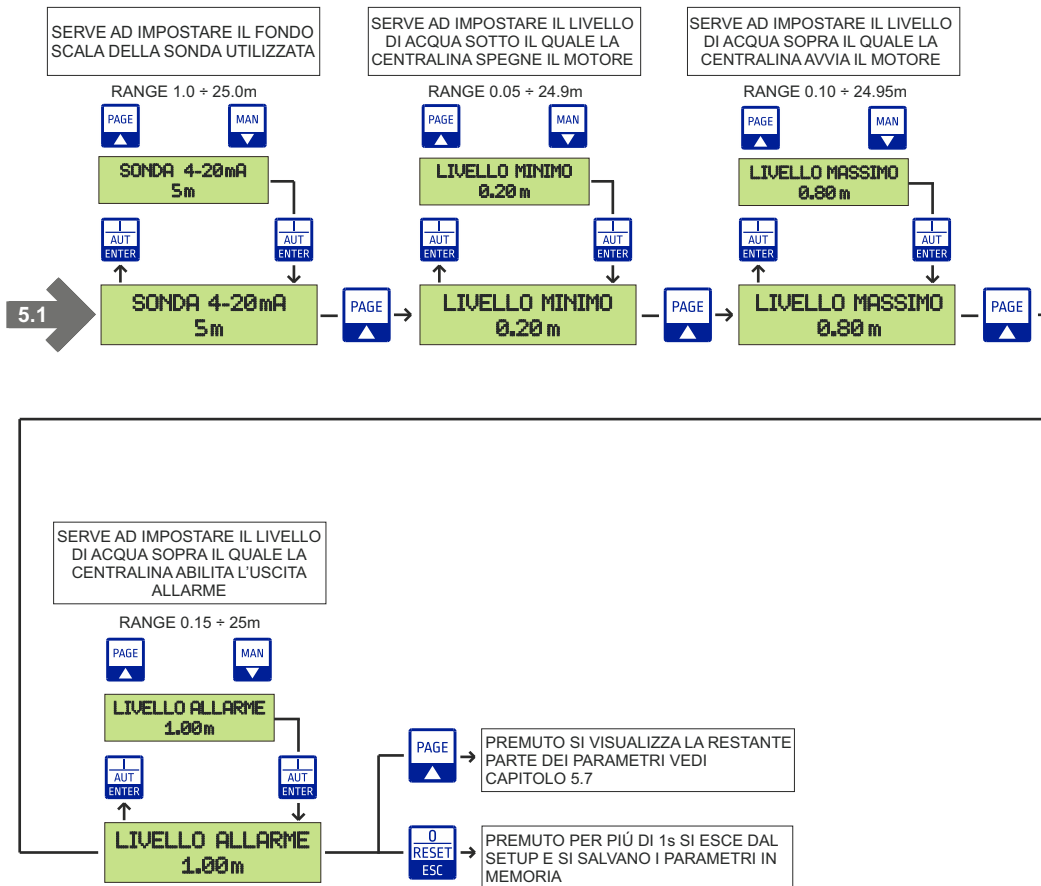 SERVE AD IMPOSTARE IL FONDO
SCALA DELLA SONDA UTILIZZATA
RANGE 1.0 ÷ 25.0m
PAGE
MAN
SONDA 4-20mA
5m
AUT
ENTER
AUT
ENTER
5.1
SONDA 4-20mA
5m
PAGE
SERVE AD IMPOSTARE IL LIVELLO
DI ACQUA SOTTO IL QUALE LA
CENTRALINA SPEGNE IL MOTORE
RANGE 0.05 ÷ 24.9m
PAGE
MAN
LIVELLO MINIMO
0.20 m
AUT
ENTER
AUT
ENTER
LIVELLO MINIMO
0.20 m
PAGE
SERVE AD IMPOSTARE IL LIVELLO
DI ACQUA SOPRA IL QUALE LA
CENTRALINA AVVIA IL MOTORE
RANGE 0.10 ÷ 24.95m
PAGE
MAN
LIVELLO MASSIMO
0.80 m
AUT
ENTER
AUT
ENTER
LIVELLO MASSIMO
0.80 m
PAGE
SERVE AD IMPOSTARE IL LIVELLO
DI ACQUA SOPRA IL QUALE LA
CENTRALINA ABILITA L'USCITA
ALLARME
RANGE 0.15 ÷ 25m
PAGE
MAN
LIVELLO ALLARME
1.00m
AUT
ENTER
AUT
ENTER
LIVELLO ALLARME
1.00m
PAGE
PREMUTO SI VISUALIZZA LA RESTANTE
PARTE DEI PARAMETRI VEDI
CAPITOLO 5.7
0
RESET
ESC
PREMUTO PER PIÚ DI 1s SI ESCE DAL
SETUP E SI SALVANO I PARAMETRI IN
MEMORIA